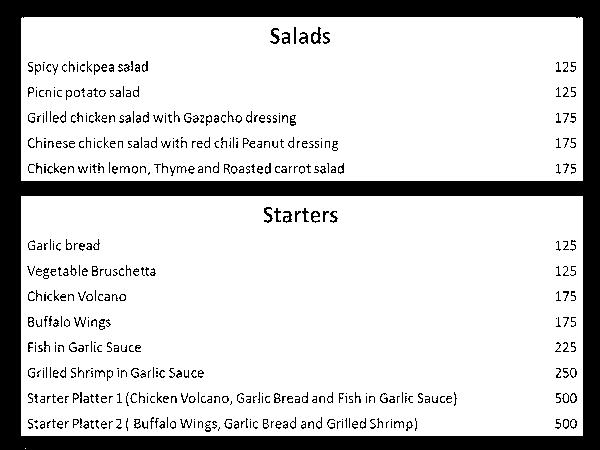 Salads
Spicy chickpea salad 125
Picnic potato salad 125
Grilled chicken salad with Gazpacho dressing 175
Chinese chicken salad with red chili Peanut dressing 175
Chicken with lemon, Thyme and Roasted carrot salad 175
Starters
Garlic bread 125
Vegetable Bruschetta 125
Chicken Volcano 175
Buffalo Wings 175
Fish in Garlic Sauce 225
Grilled Shrimp in Garlic Sauce 250
Starter Platter 1 (Chicken Volcano, Garlic Bread and Fish in Garlic Sauce) 500
Starter Platter 2 ( Buffalo Wings, Garlic Bread and Grilled Shrimp) 500